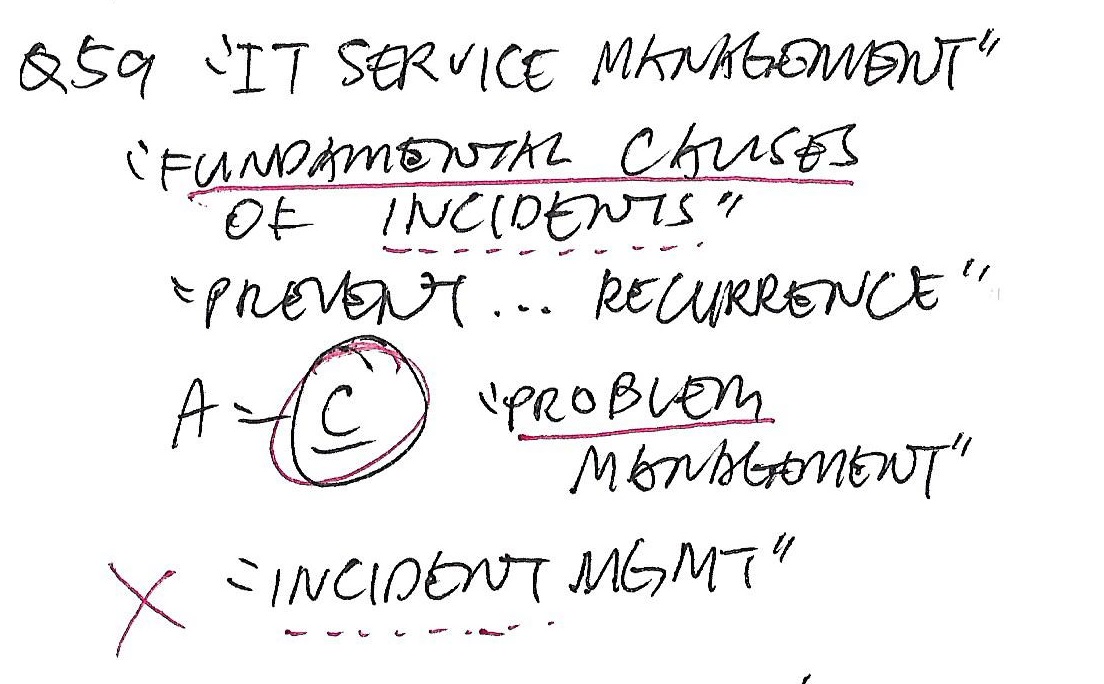 Q59 "IT SERVICE MANAGEMENT"
"FUNDAMENTAL CAUSES
OF INCIDENTS"
"PREVENT... RECURRENCE"
A = C "PROBLEM
MANAGEMENT"
X "INCIDENT MGMT"